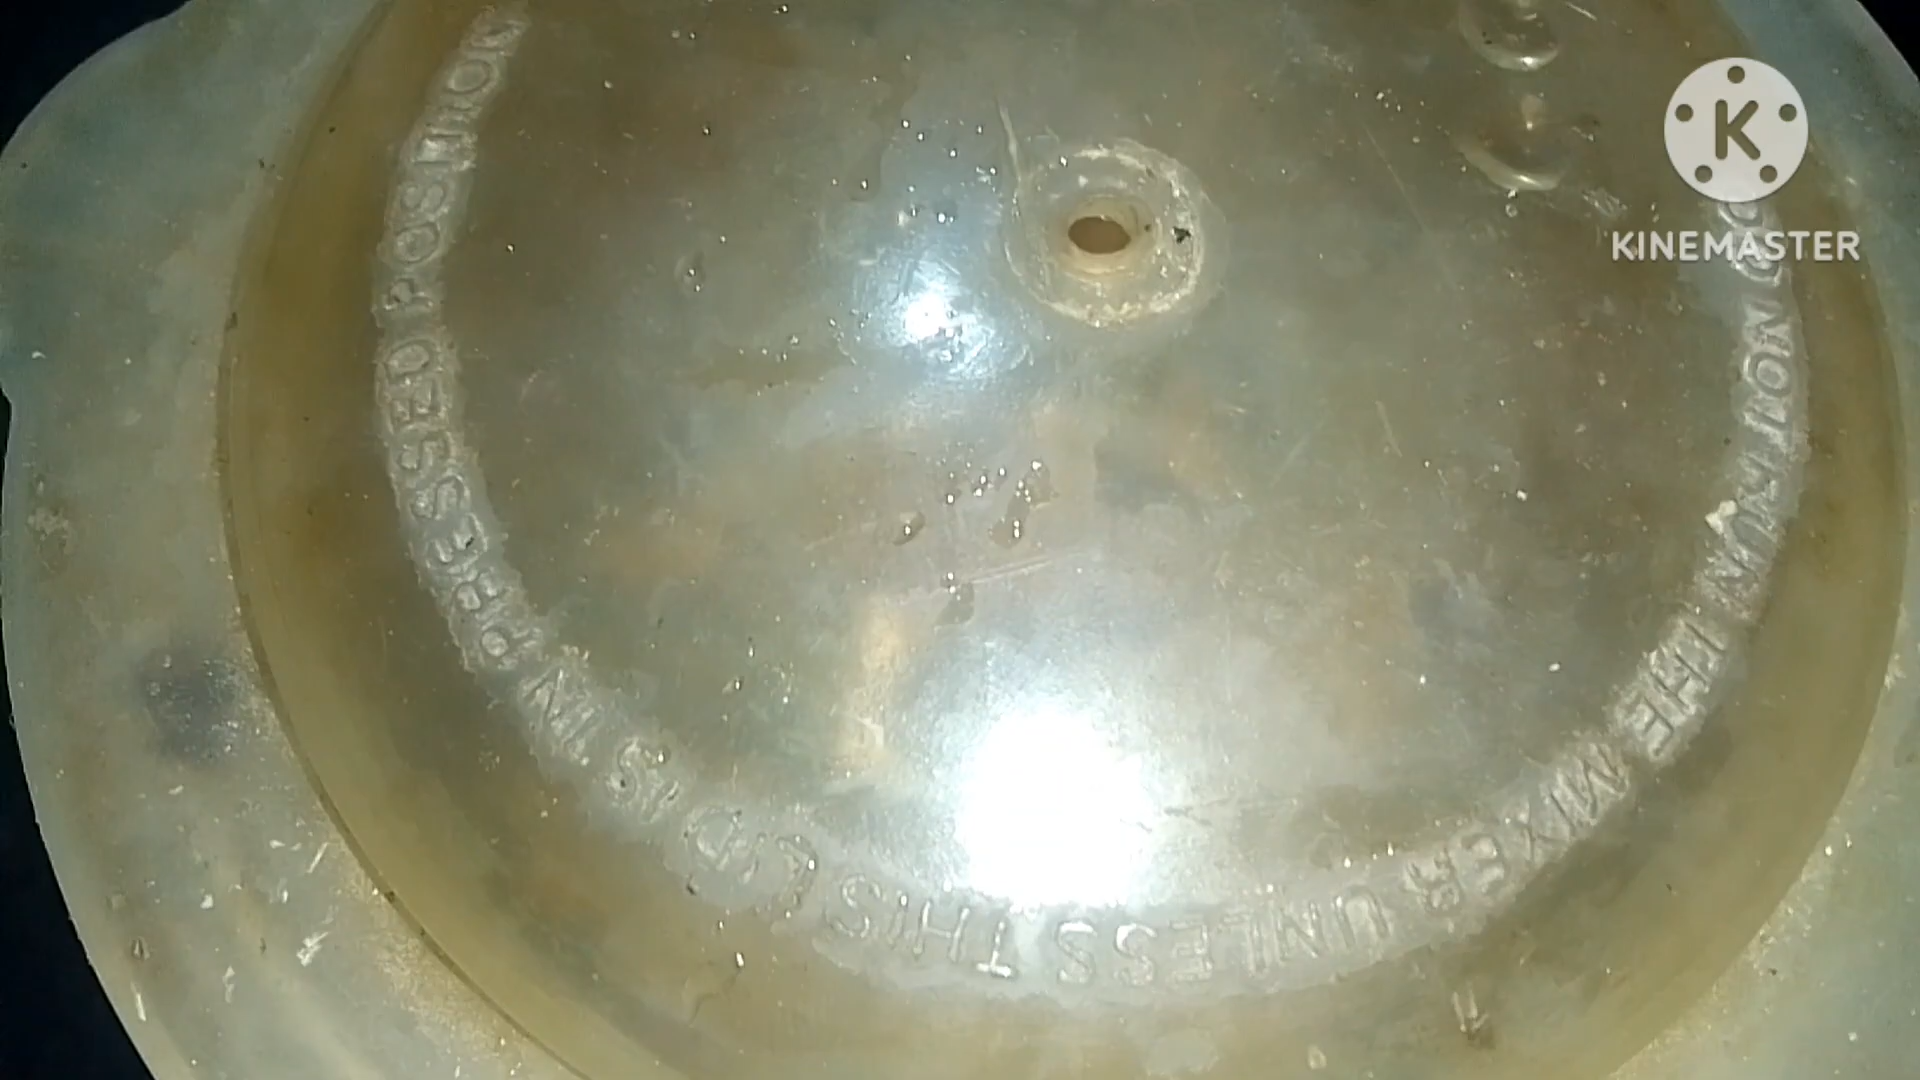 DO NOT RUN THE MIXER UNLESS THIS LID IS IN PRESSED POSITION
K
KINEMASTER